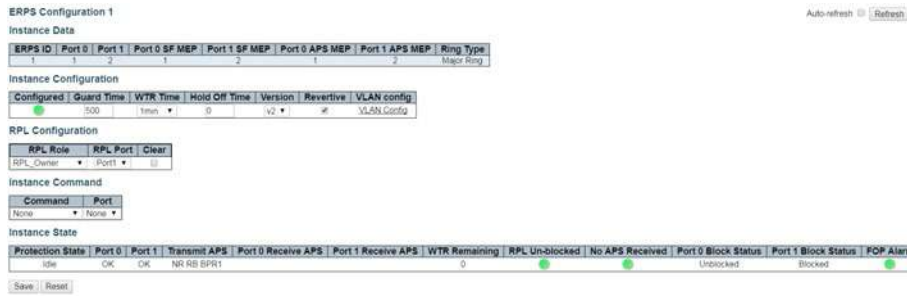 ERPS Configuration 1
Auto-refresh Refresh
Instance Data
ERPS ID Port 0 Port 1 Port 0 SF MEP Port 1 SF MEP Port 0 APS MEP Port 1 APS MEP Ring Type
1 1 2 1 2 1 2 Major Ring
Instance Configuration
Configured Guard Time WTR Time Hold Off Time Version Revertive VLAN config
500 1min 0 v2 VLAN Config
RPL Configuration
RPL Role RPL Port Clear
RPL_Owner Port1
Instance Command
Command Port
None None
Instance State
Protection State Port 0 Port 1 Transmit APS Port 0 Receive APS Port 1 Receive APS WTR Remaining RPL Un-blocked No APS Received Port 0 Block Status Port 1 Block Status FOP Alarm
Idle OK OK NR RB BPR1 0 Unblocked Blocked
Save Reset